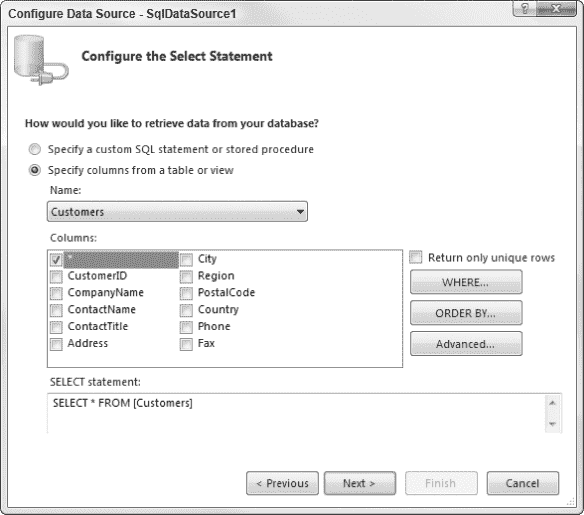 Configure Data Source - SqlDataSource1
Configure the Select Statement
How would you like to retrieve data from your database?
Specify a custom SQL statement or stored procedure
Specify columns from a table or view
Name:
Customers
Columns:
*
CustomerID
CompanyName
ContactName
ContactTitle
Address
City
Region
PostalCode
Country
Phone
Fax
Return only unique rows
WHERE...
ORDER BY...
Advanced...
SELECT statement:
SELECT * FROM [Customers]
< Previous
Next >
Finish
Cancel